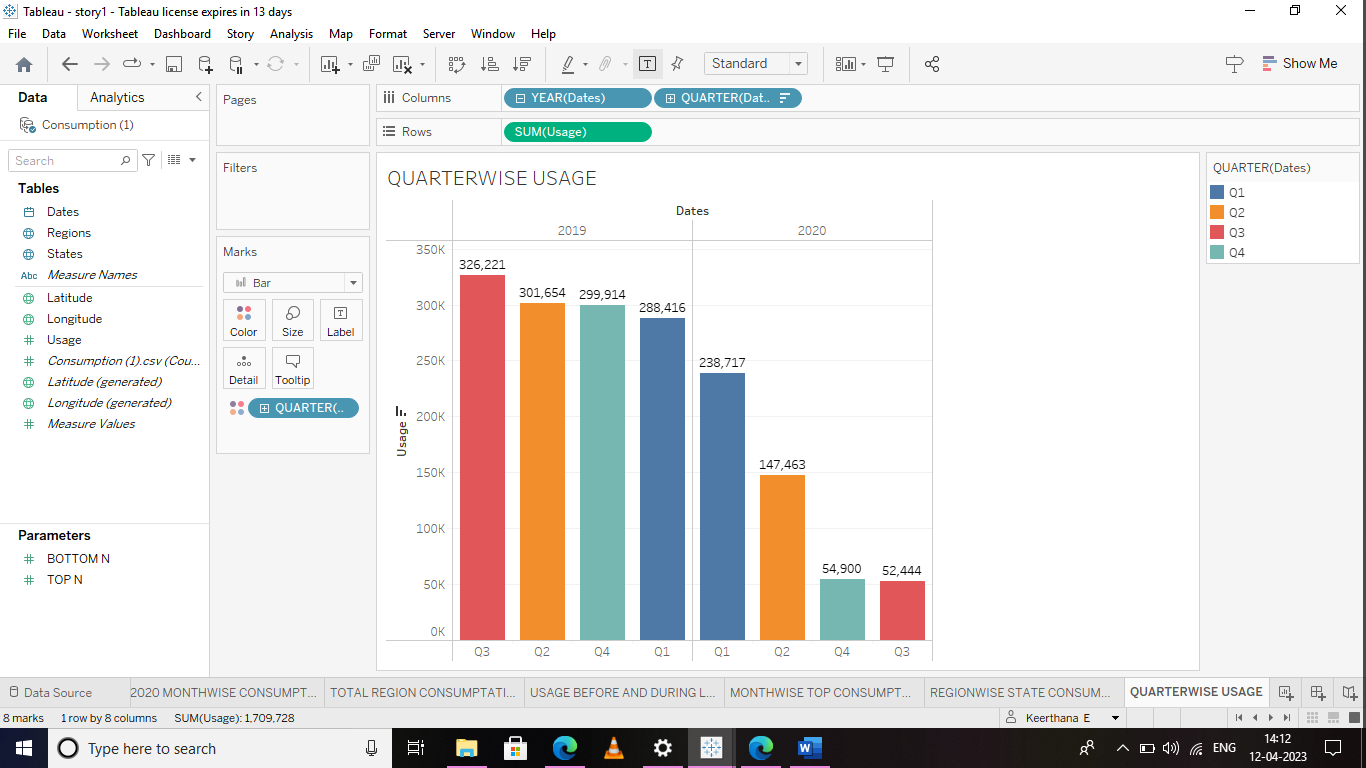 Tableau - story1 - Tableau license expires in 13 days
File Data Worksheet Dashboard Story Analysis Map Format Server Window Help
Standard
Show Me
Data Analytics
Consumption (1)
Search
Tables
Dates
Regions
States
Abc Measure Names
Latitude
Longitude
Usage
Consumption (1).csv (Cou...
Latitude (generated)
Longitude (generated)
Measure Values
Parameters
BOTTOM N
TOP N
Pages
Filters
Marks
Bar
Color Size Label
Detail Tooltip
QUARTER(..
Columns YEAR(Dates) QUARTER(Dat..
Rows SUM(Usage)
QUARTERWISE USAGE
Dates
2019 2020
Usage
350K
300K
250K
200K
150K
100K
50K
0K
326,221 301,654 299,914 288,416 238,717 147,463 54,900 52,444
Q3 Q2 Q4 Q1 Q1 Q2 Q4 Q3
QUARTER(Dates)
Q1
Q2
Q3
Q4
Data Source 2020 MONTHWISE CONSUMPT... TOTAL REGION CONSUMPTATI... USAGE BEFORE AND DURING L... MONTHWISE TOP CONSUMPT... REGIONWISE STATE CONSUM... QUARTERWISE USAGE
8 marks 1 row by 8 columns SUM(Usage): 1,709,728 Keerthana E
Type here to search
ENG 14:12
12-04-2023